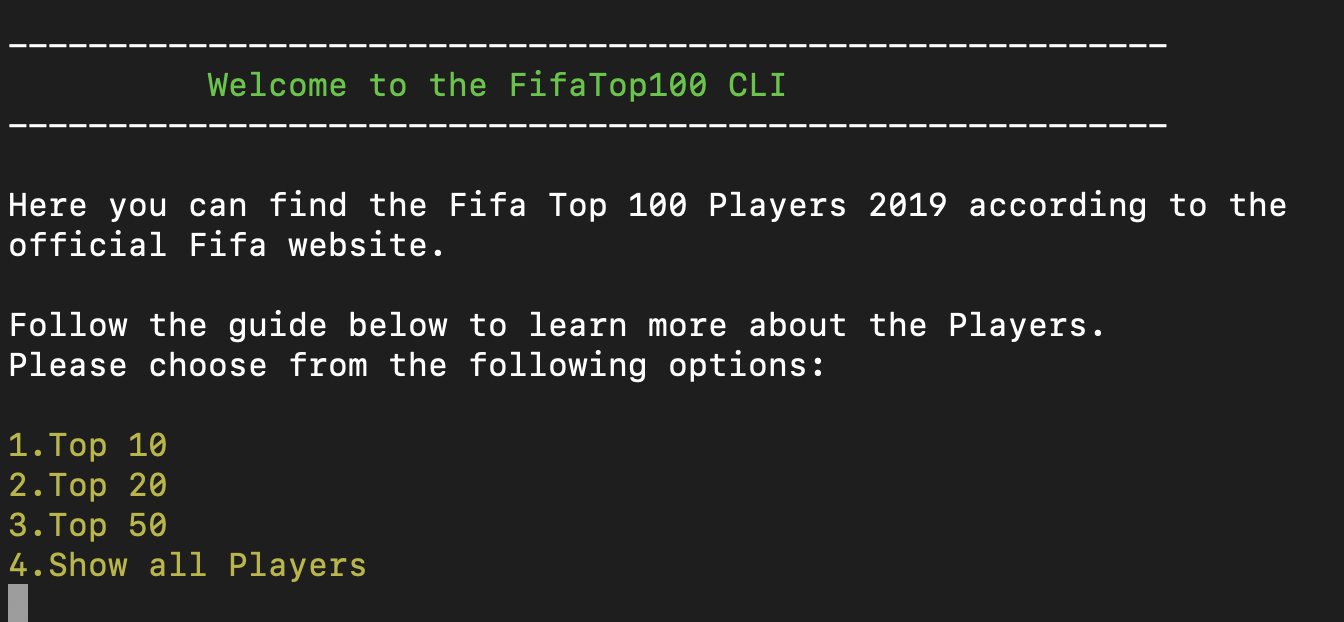 ----------------------------------------------------------
Welcome to the FifaTop100 CLI
----------------------------------------------------------
Here you can find the Fifa Top 100 Players 2019 according to the
official Fifa website.
Follow the guide below to learn more about the Players.
Please choose from the following options:
1.Top 10
2.Top 20
3.Top 50
4.Show all Players